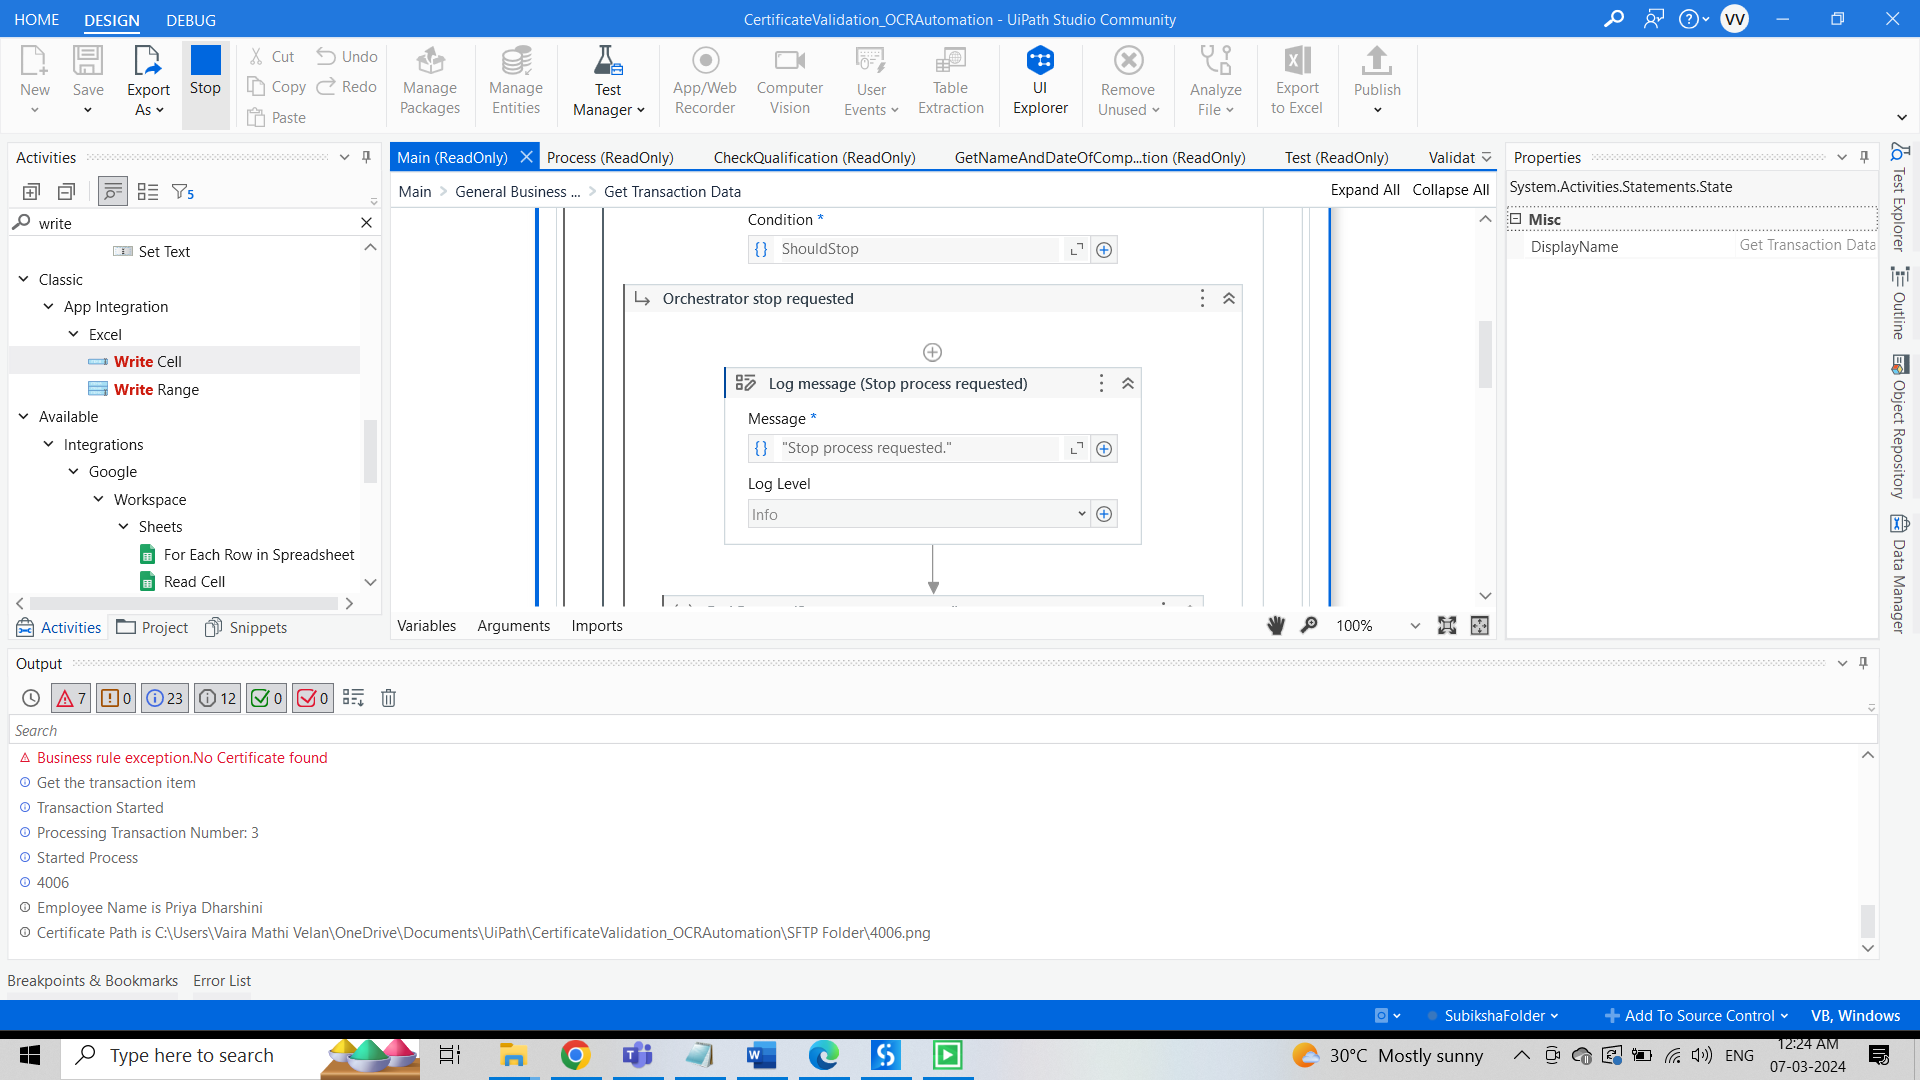 HOME DESIGN DEBUG
CertificateValidation_OCRAutomation - UiPath Studio Community
VV
New
Save
Export As
Stop
Cut
Copy
Paste
Undo
Redo
Manage Packages
Manage Entities
Test Manager
App/Web Recorder
Computer Vision
User Events
Table Extraction
UI Explorer
Remove Unused
Analyze File
Export to Excel
Publish
Activities
5
write
Set Text
Classic
App Integration
Excel
Write Cell
Write Range
Available
Integrations
Google
Workspace
Sheets
For Each Row in Spreadsheet
Read Cell
Activities Project Snippets
Main (ReadOnly) Process (ReadOnly) CheckQualification (ReadOnly) GetNameAndDateOfComp...tion (ReadOnly) Test (ReadOnly) Validat
Main > General Business ... > Get Transaction Data
Expand All Collapse All
Condition *
{} ShouldStop
Orchestrator stop requested
Log message (Stop process requested)
Message *
{} "Stop process requested."
Log Level
Info
Variables Arguments Imports
100%
Properties
System.Activities.Statements.State
Misc
DisplayName Get Transaction Data
Test Explorer
Outline
Object Repository
Data Manager
Output
7 0 23 12 0 0
Search
Business rule exception.No Certificate found
Get the transaction item
Transaction Started
Processing Transaction Number: 3
Started Process
4006
Employee Name is Priya Dharshini
Certificate Path is C:\Users\Vaira Mathi Velan\OneDrive\Documents\UiPath\CertificateValidation_OCRAutomation\SFTP Folder\4006.png
Breakpoints & Bookmarks Error List
SubikshaFolder Add To Source Control VB, Windows
Type here to search
30°C Mostly sunny
ENG
12:24 AM
07-03-2024